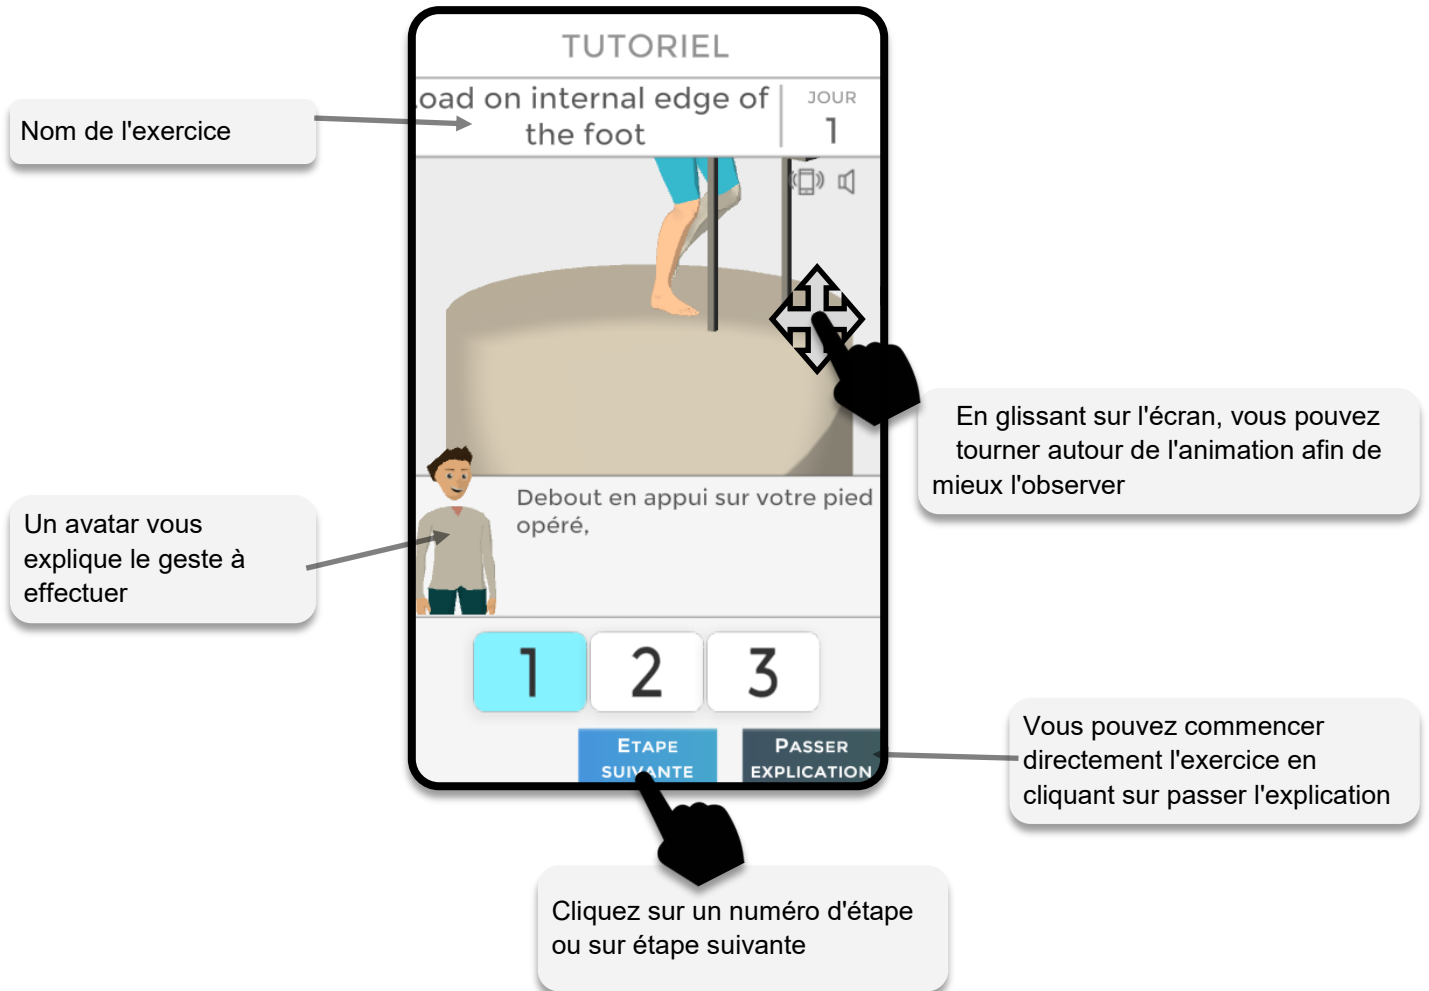 TUTORIEL
oad on internal edge of
the foot
JOUR
1
Nom de l'exercice
En glissant sur l'écran, vous pouvez
tourner autour de l'animation afin de
mieux l'observer
Debout en appui sur votre pied
opéré,
Un avatar vous
explique le geste à
effectuer
1 2 3
ETAPE
SUIVANTE
PASSER
EXPLICATION
Vous pouvez commencer
directement l'exercice en
cliquant sur passer l'explication
Cliquez sur un numéro d'étape
ou sur étape suivante